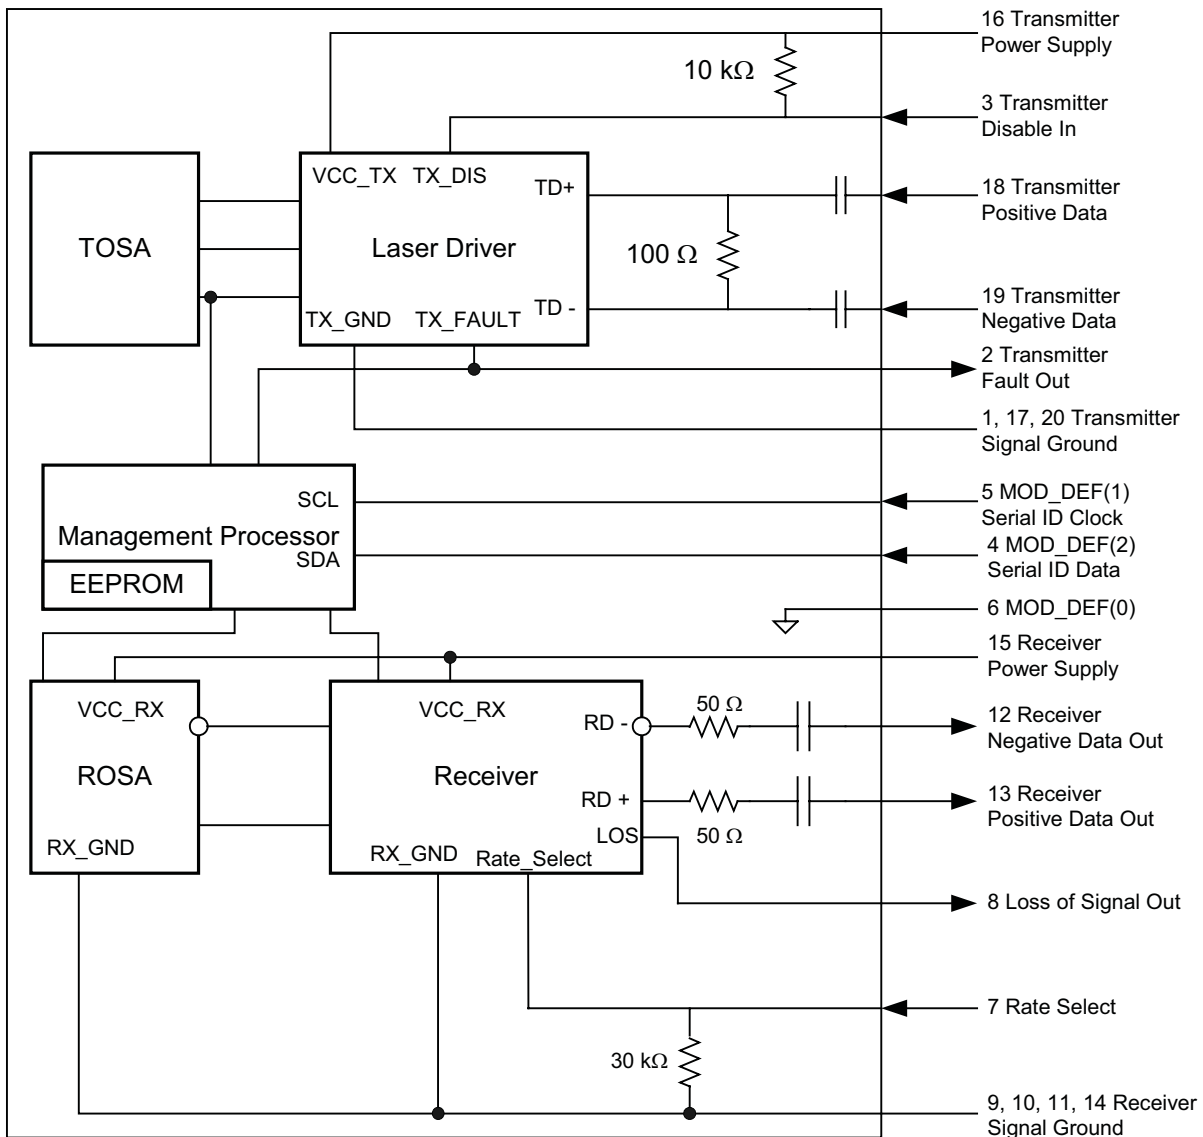 16 Transmitter
Power Supply
10 kΩ
3 Transmitter
Disable In
VCC_TX TX_DIS
TD+
18 Transmitter
Positive Data
TOSA
Laser Driver
100 Ω
TX_GND TX_FAULT
TD -
19 Transmitter
Negative Data
2 Transmitter
Fault Out
1, 17, 20 Transmitter
Signal Ground
SCL
5 MOD_DEF(1)
Serial ID Clock
Management Processor
SDA
4 MOD_DEF(2)
Serial ID Data
EEPROM
6 MOD_DEF(0)
15 Receiver
Power Supply
VCC_RX
VCC_RX
RD -
50 Ω
12 Receiver
Negative Data Out
ROSA
Receiver
RD +
50 Ω
13 Receiver
Positive Data Out
LOS
RX_GND
RX_GND
Rate_Select
8 Loss of Signal Out
7 Rate Select
30 kΩ
9, 10, 11, 14 Receiver
Signal Ground